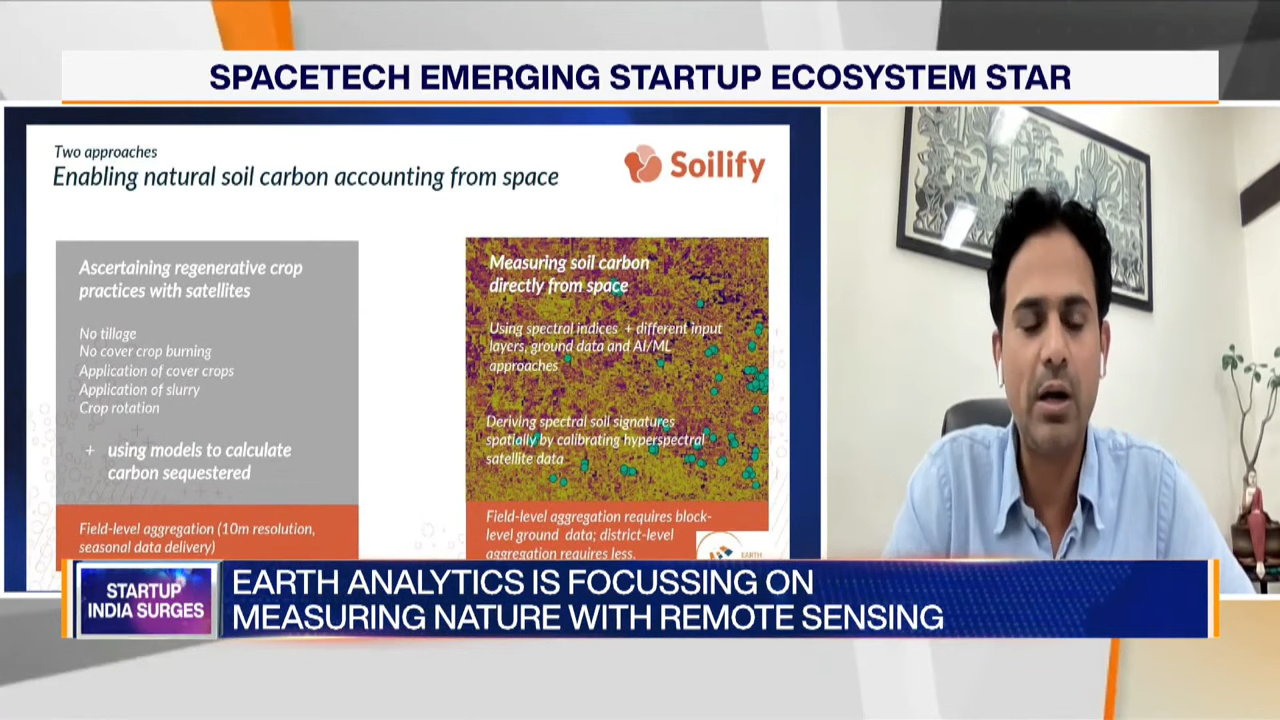 SPACETECH EMERGING STARTUP ECOSYSTEM STAR
Two approaches
Enabling natural soil carbon accounting from space
Soilify
Ascertaining regenerative crop
practices with satellites
No tillage
No cover crop burning
Application of cover crops
Application of slurry
Crop rotation
+ using models to calculate
carbon sequestered
Field-level aggregation (10m resolution,
seasonal data delivery)
Measuring soil carbon
directly from space
Using spectral indices + different input
layers, ground data and AI/ML
approaches
Deriving spectral soil signatures
spatially by calibrating hyperspectral
satellite data
Field-level aggregation requires block-
level ground data; district-level
aggregation requires less.
EARTH
STARTUP
INDIA SURGES
EARTH ANALYTICS IS FOCUSSING ON
MEASURING NATURE WITH REMOTE SENSING